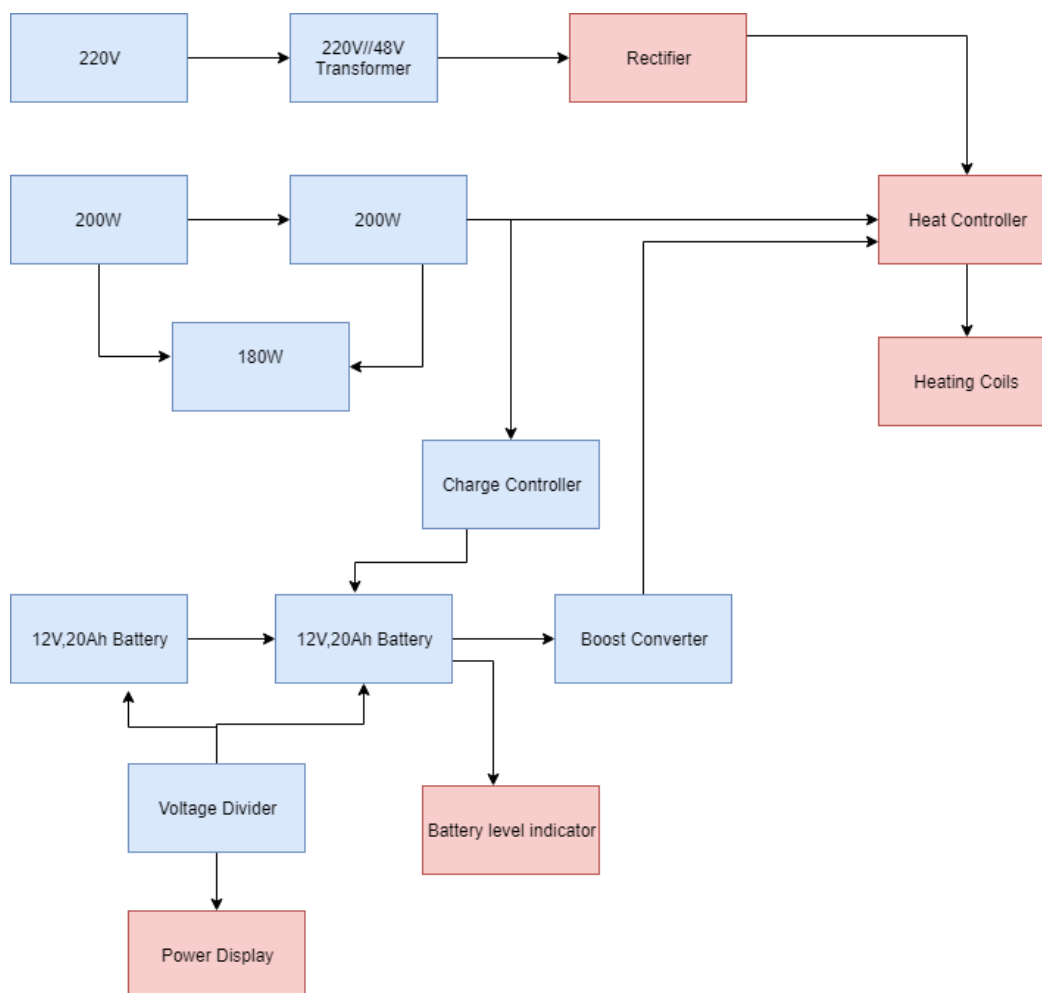 220V
220V//48V
Transformer
Rectifier
200W
200W
Heat Controller
180W
Heating Coils
Charge Controller
12V,20Ah Battery
12V,20Ah Battery
Boost Converter
Voltage Divider
Battery level indicator
Power Display